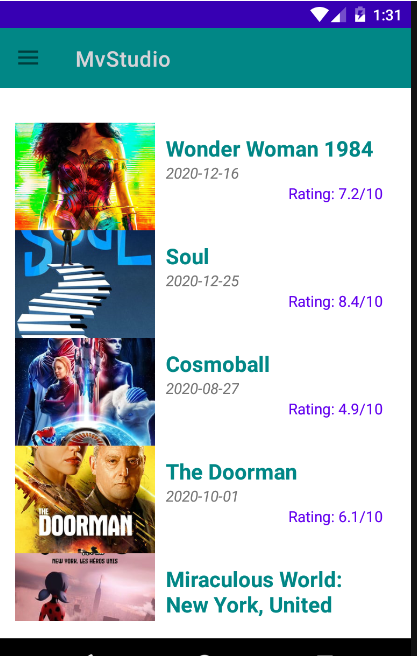 1:31
MvStudio
Wonder Woman 1984
2020-12-16
Rating: 7.2/10
SOUL
Soul
2020-12-25
Rating: 8.4/10
Cosmoball
2020-08-27
Rating: 4.9/10
The Doorman
2020-10-01
THE
DOORMAN
Rating: 6.1/10
NEW YORK, LES HÉROS UNIS
Miraculous World:
New York, United